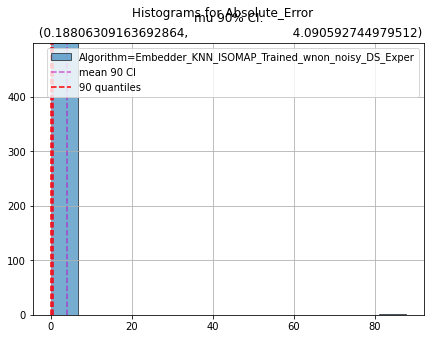 Histograms for Absolute_Error
mu 90% CI:
(0.18806309163692864, 4.090592744979512)
Algorithm=Embedder_KNN_ISOMAP_Trained_wnon_noisy_DS_Exper
mean 90 CI
90 quantiles
400
300
200
100
0
0 20 40 60 80